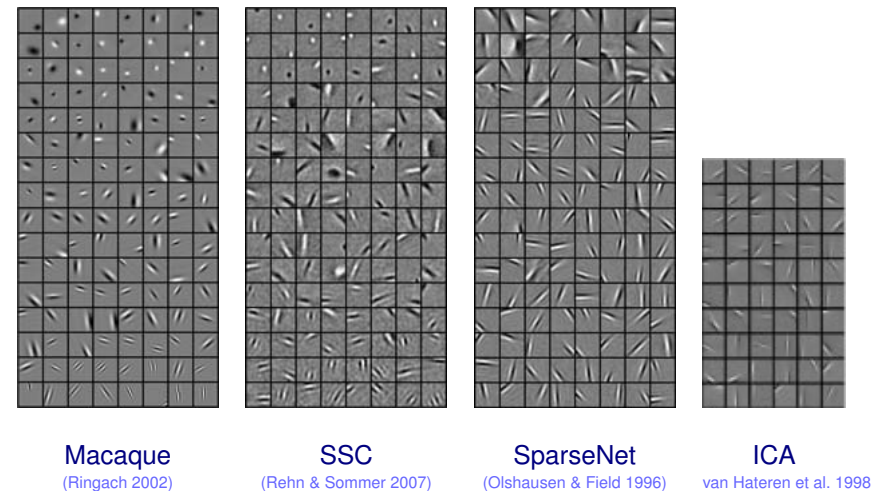 Macaque
(Ringach 2002)
SSC
(Rehn & Sommer 2007)
SparseNet
(Olshausen & Field 1996)
ICA
van Hateren et al. 1998